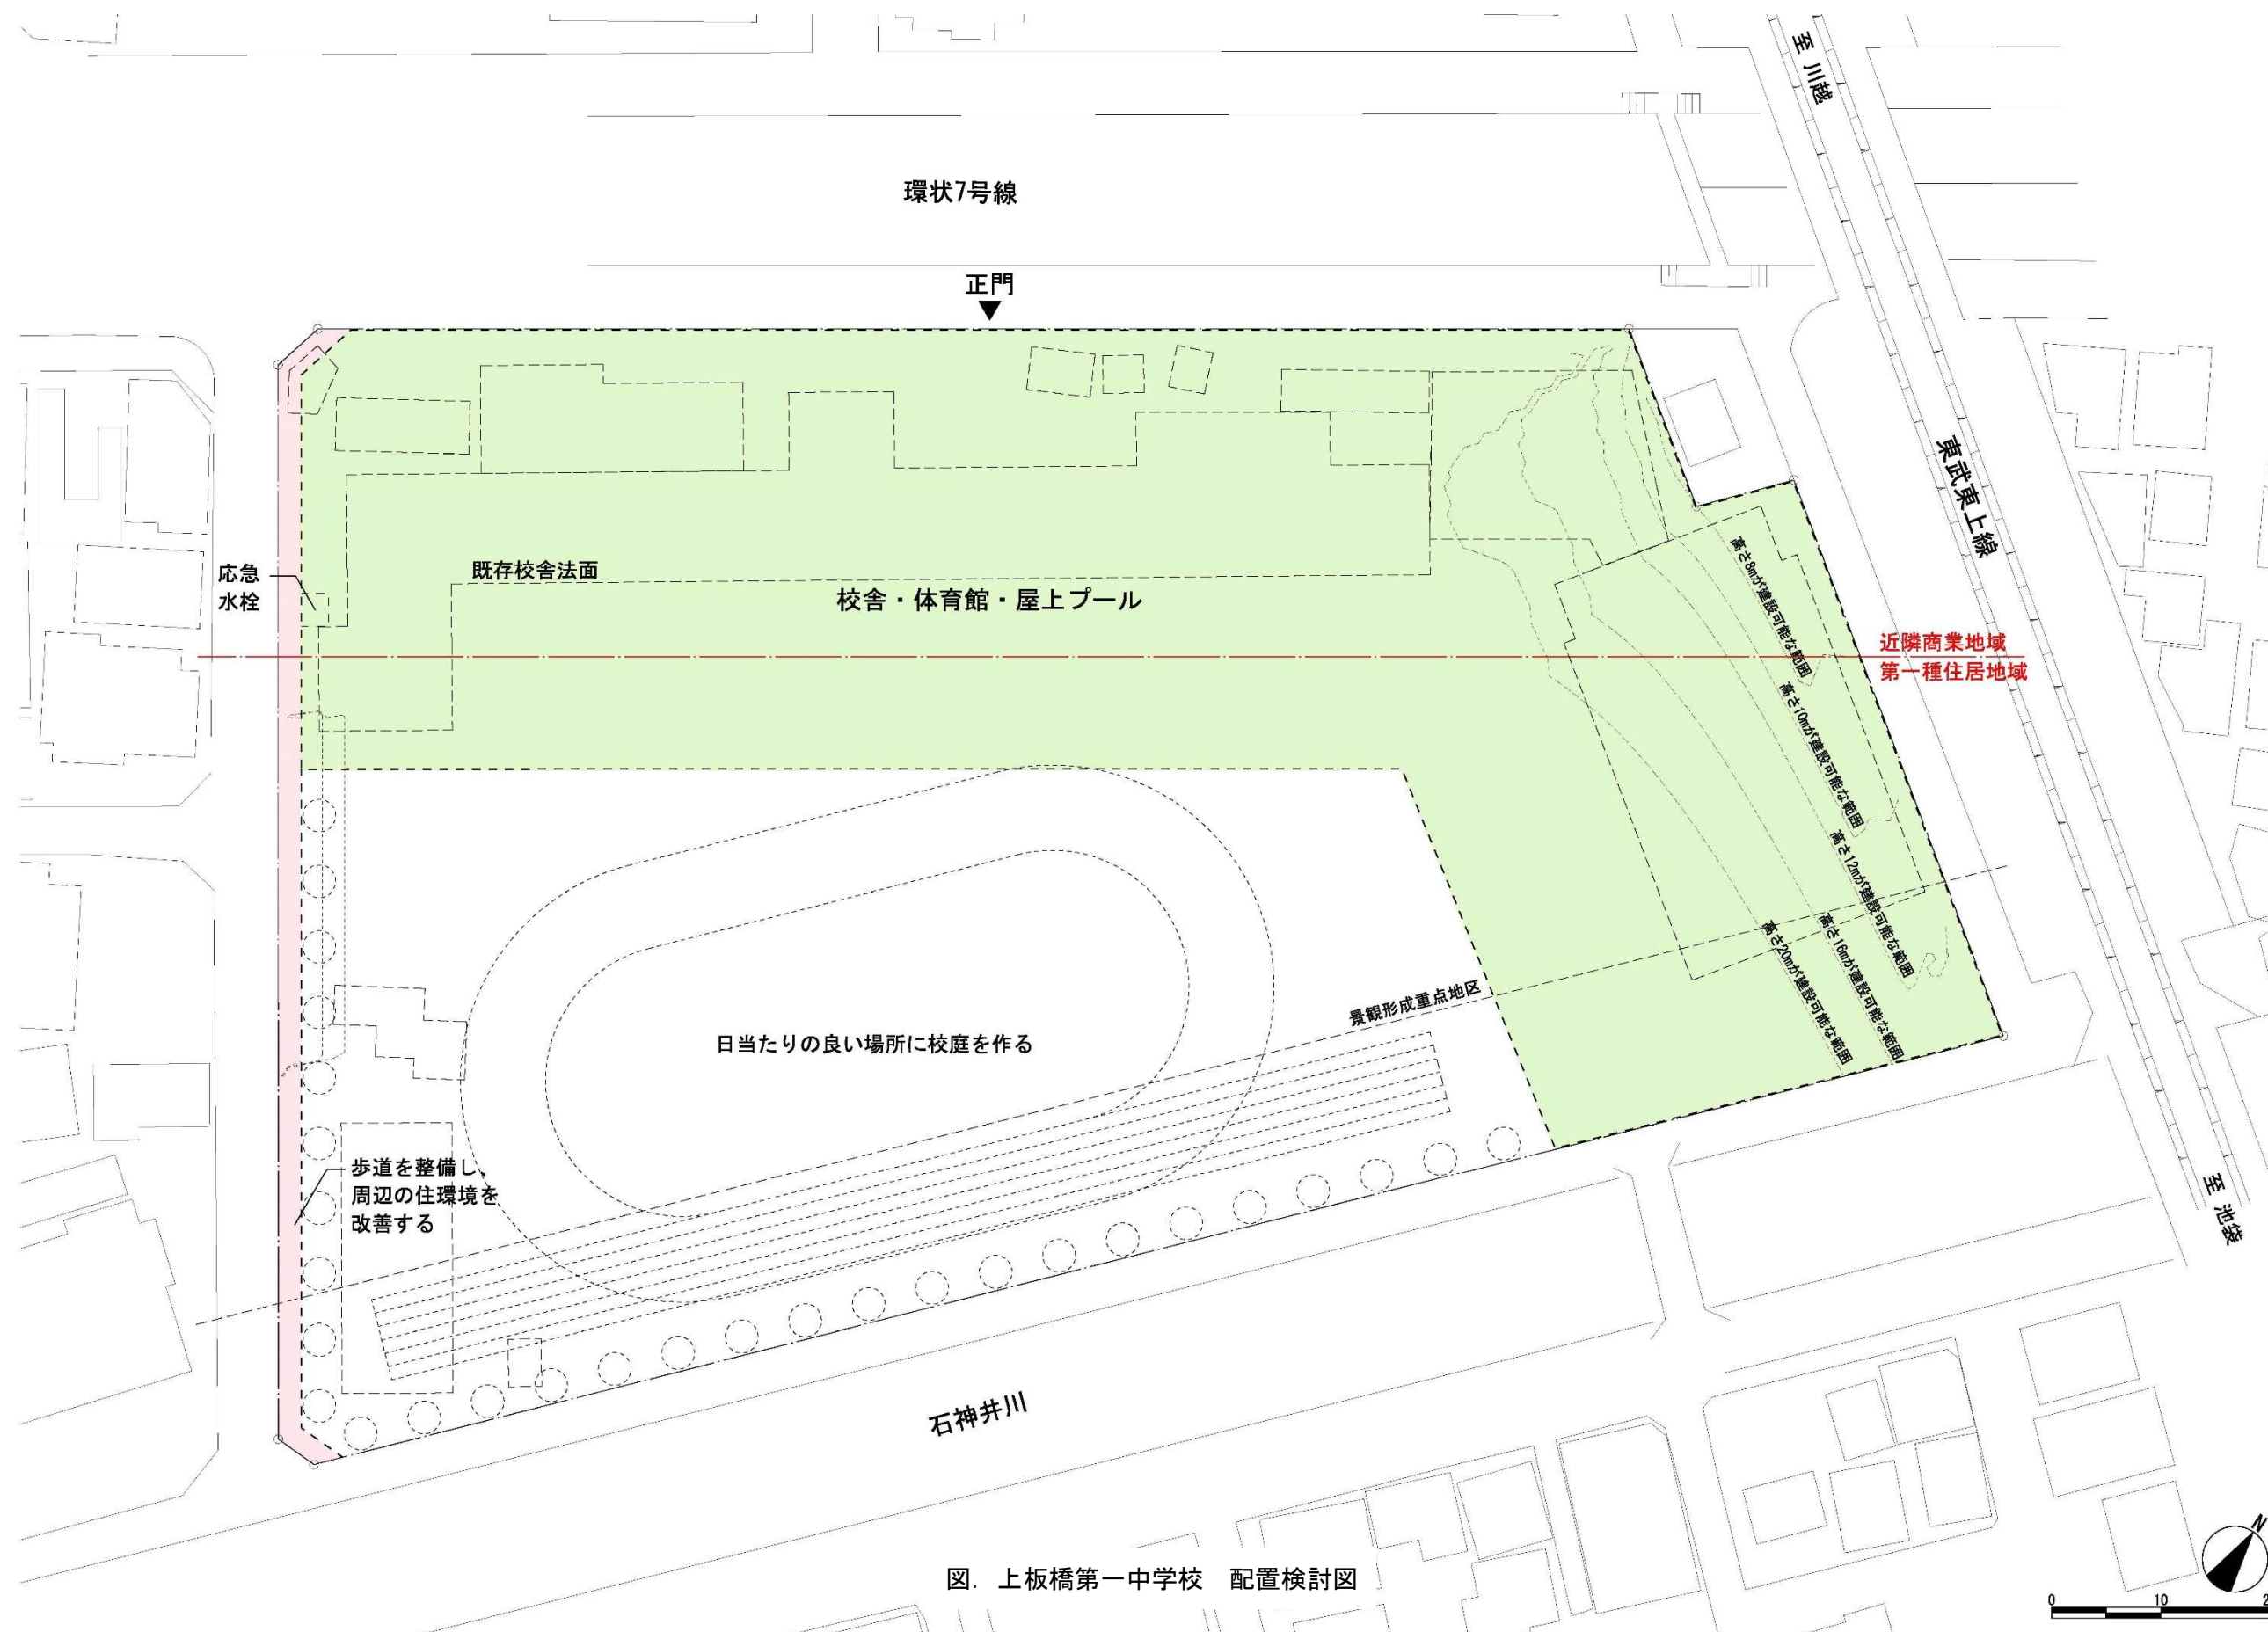 至 川越
環状7号線
正門
東武東上線
応急
水栓
既存校舎法面
校舎・体育館・屋上プール
高さ8mが建設可能な範囲
近隣商業地域
第一種住居地域
高さ10mが建設可能な範囲
高さ12mが建設可能な範囲
高さ16mが建設可能な範囲
高さ20mが建設可能な範囲
景観形成重点地区
日当たりの良い場所に校庭を作る
歩道を整備し、
周辺の住環境を
改善する
至 池袋
石神井川
図. 上板橋第一中学校 配置検討図
N
0 10 2